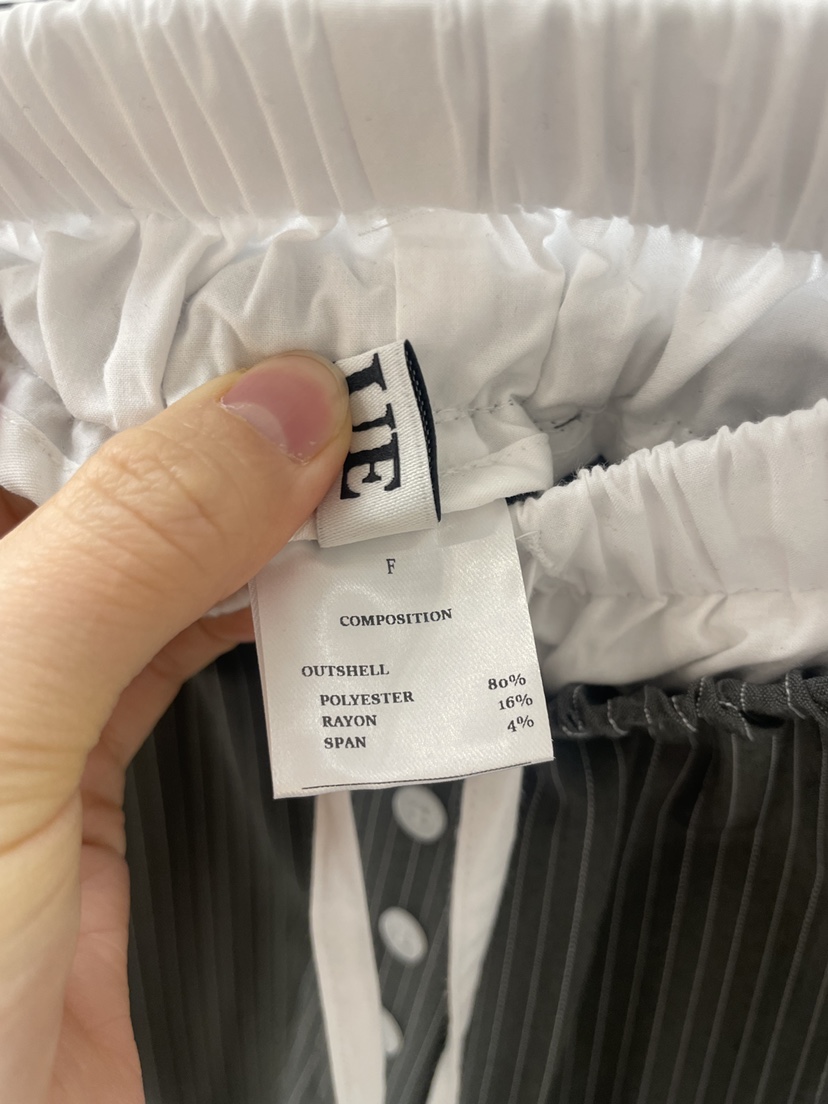 F
COMPOSITION
OUTSHELL
POLYESTER 80%
RAYON 16%
SPAN 4%